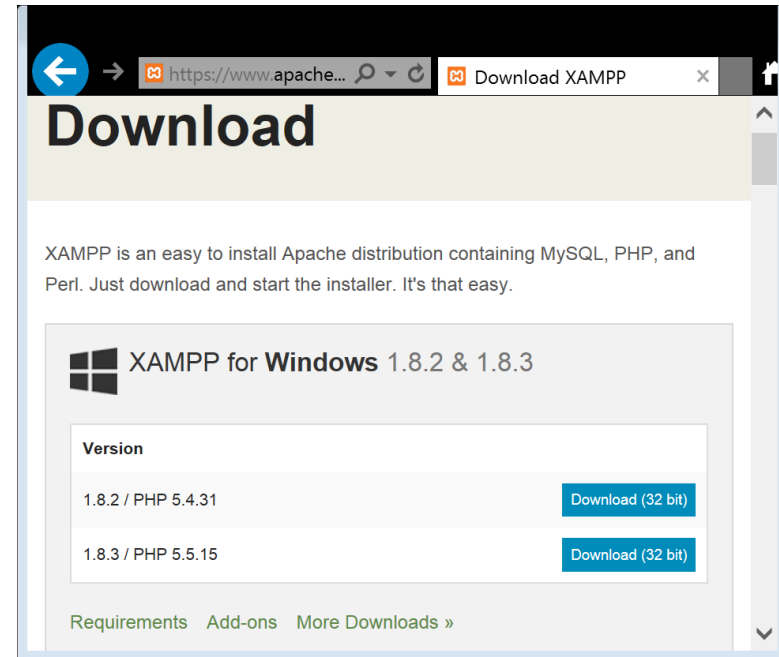 https://www.apache...
Download XAMPP
Download
XAMPP is an easy to install Apache distribution containing MySQL, PHP, and
Perl. Just download and start the installer. It's that easy.
XAMPP for Windows 1.8.2 & 1.8.3
Version
1.8.2 / PHP 5.4.31
Download (32 bit)
1.8.3 / PHP 5.5.15
Download (32 bit)
Requirements Add-ons More Downloads »